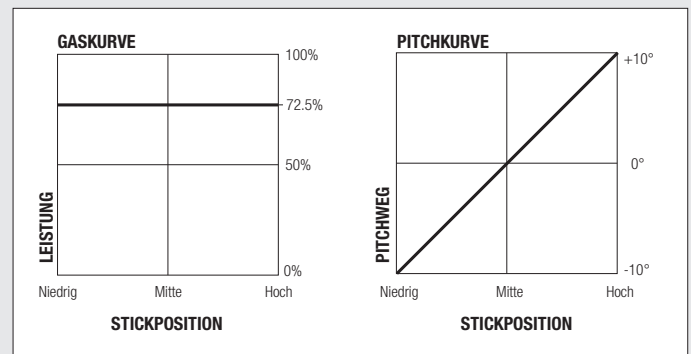 GASKURVE
100%
72.5%
50%
0%
LEISTUNG
Niedrig Mitte Hoch
STICKPOSITION
PITCHKURVE
+10°
0°
-10°
PITCHWEG
Niedrig Mitte Hoch
STICKPOSITION